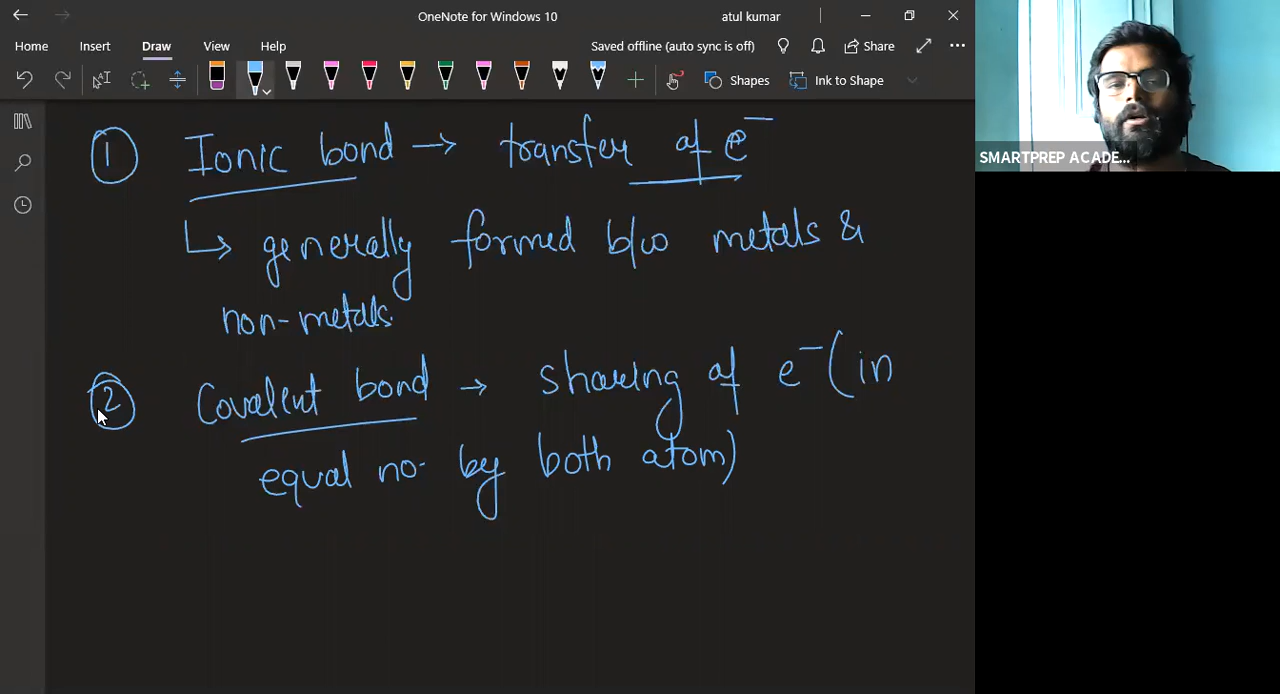 OneNote for Windows 10
atul kumar
Home Insert Draw View Help
Saved offline (auto sync is off)
Share
Shapes
Ink to Shape
SMARTPREP ACADE...
1 Ionic bond → transfer of e⁻
↳ generally formed b/w metals &
non-metals.
2 Covalent bond → sharing of e⁻ (in
equal no. by both atom)